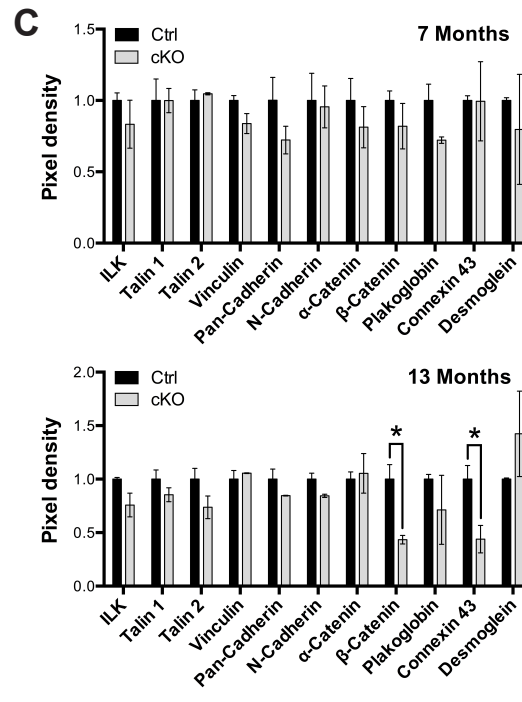 C
7 Months
Ctrl
cKO
Pixel density
1.5
1.0
0.5
0.0
ILK
Talin 1
Talin 2
Vinculin
Pan-Cadherin
N-Cadherin
α-Catenin
β-Catenin
Plakoglobin
Connexin 43
Desmoglein
13 Months
Ctrl
cKO
Pixel density
2.0
1.5
1.0
0.5
0.0
*
*
ILK
Talin 1
Talin 2
Vinculin
Pan-Cadherin
N-Cadherin
α-Catenin
β-Catenin
Plakoglobin
Connexin 43
Desmoglein